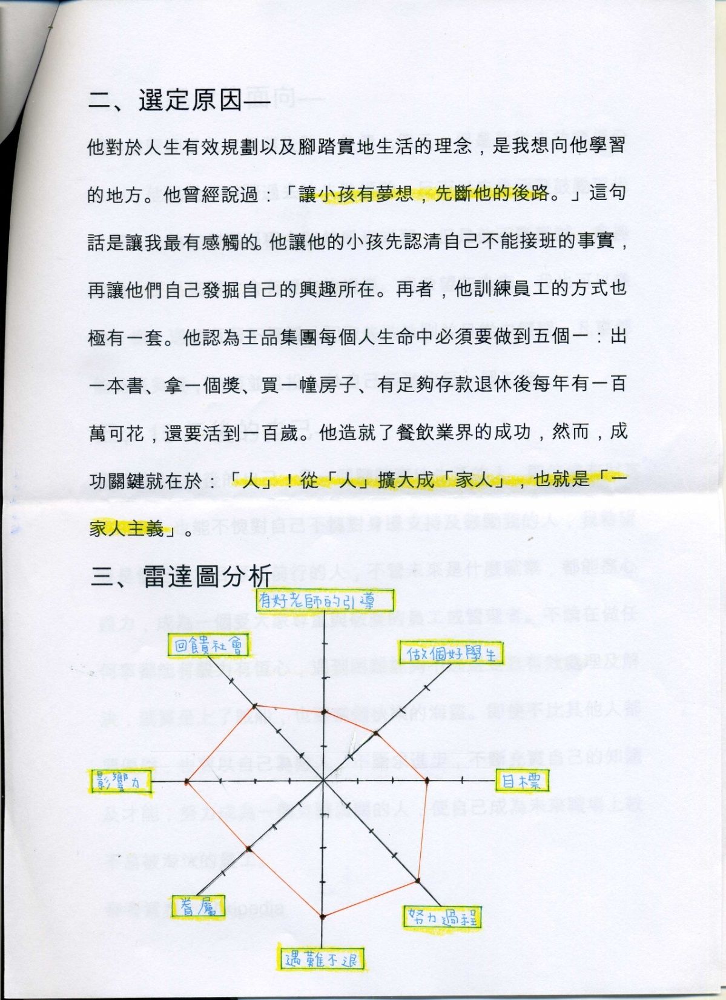 二、選定原因—
他對於人生有效規劃以及腳踏實地生活的理念，是我想向他學習
的地方。他曾經說過：「讓小孩有夢想，先斷他的後路。」這句
話是讓我最有感觸的。他讓他的小孩先認清自己不能接班的事實，
再讓他們自己發掘自己的興趣所在。再者，他訓練員工的方式也
極有一套。他認為王品集團每個人生命中必須要做到五個一：出
一本書、拿一個獎、買一幢房子、有足夠存款退休後每年有一百
萬可花，還要活到一百歲。他造就了餐飲業界的成功，然而，成
功關鍵就在於：「人」！從「人」擴大成「家人」，也就是「一
家人主義」。
三、雷達圖分析
有好老師的引導
回饋社會
做個好學生
影響力
目標
眷屬
努力過程
遇難不退